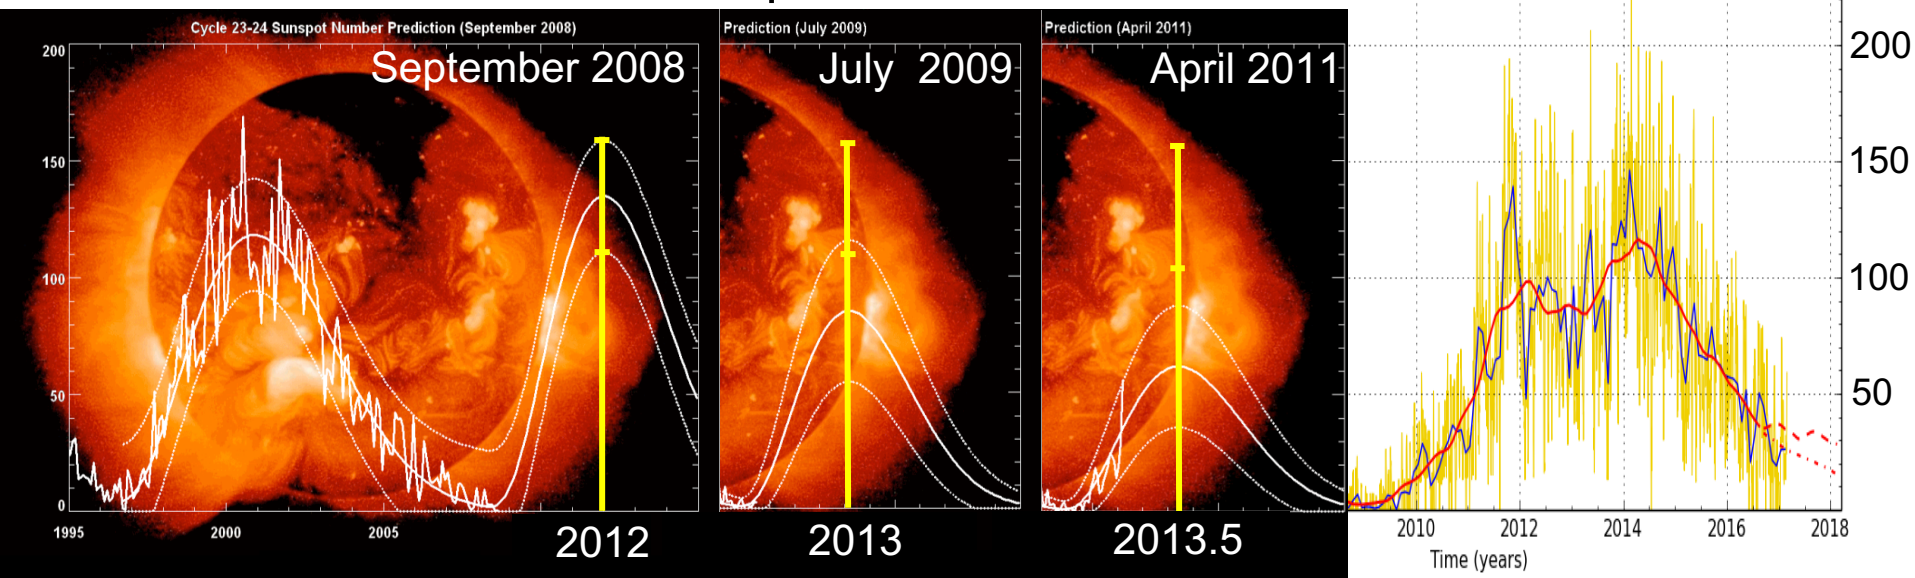 Cycle 23-24 Sunspot Number Prediction (September 2008)
September 2008
200
150
100
50
0
1995
2000
2005
2012
Prediction (July 2009)
July 2009
2013
Prediction (April 2011)
April 2011
2013.5
200
150
100
50
2010
2012
2014
2016
2018
Time (years)